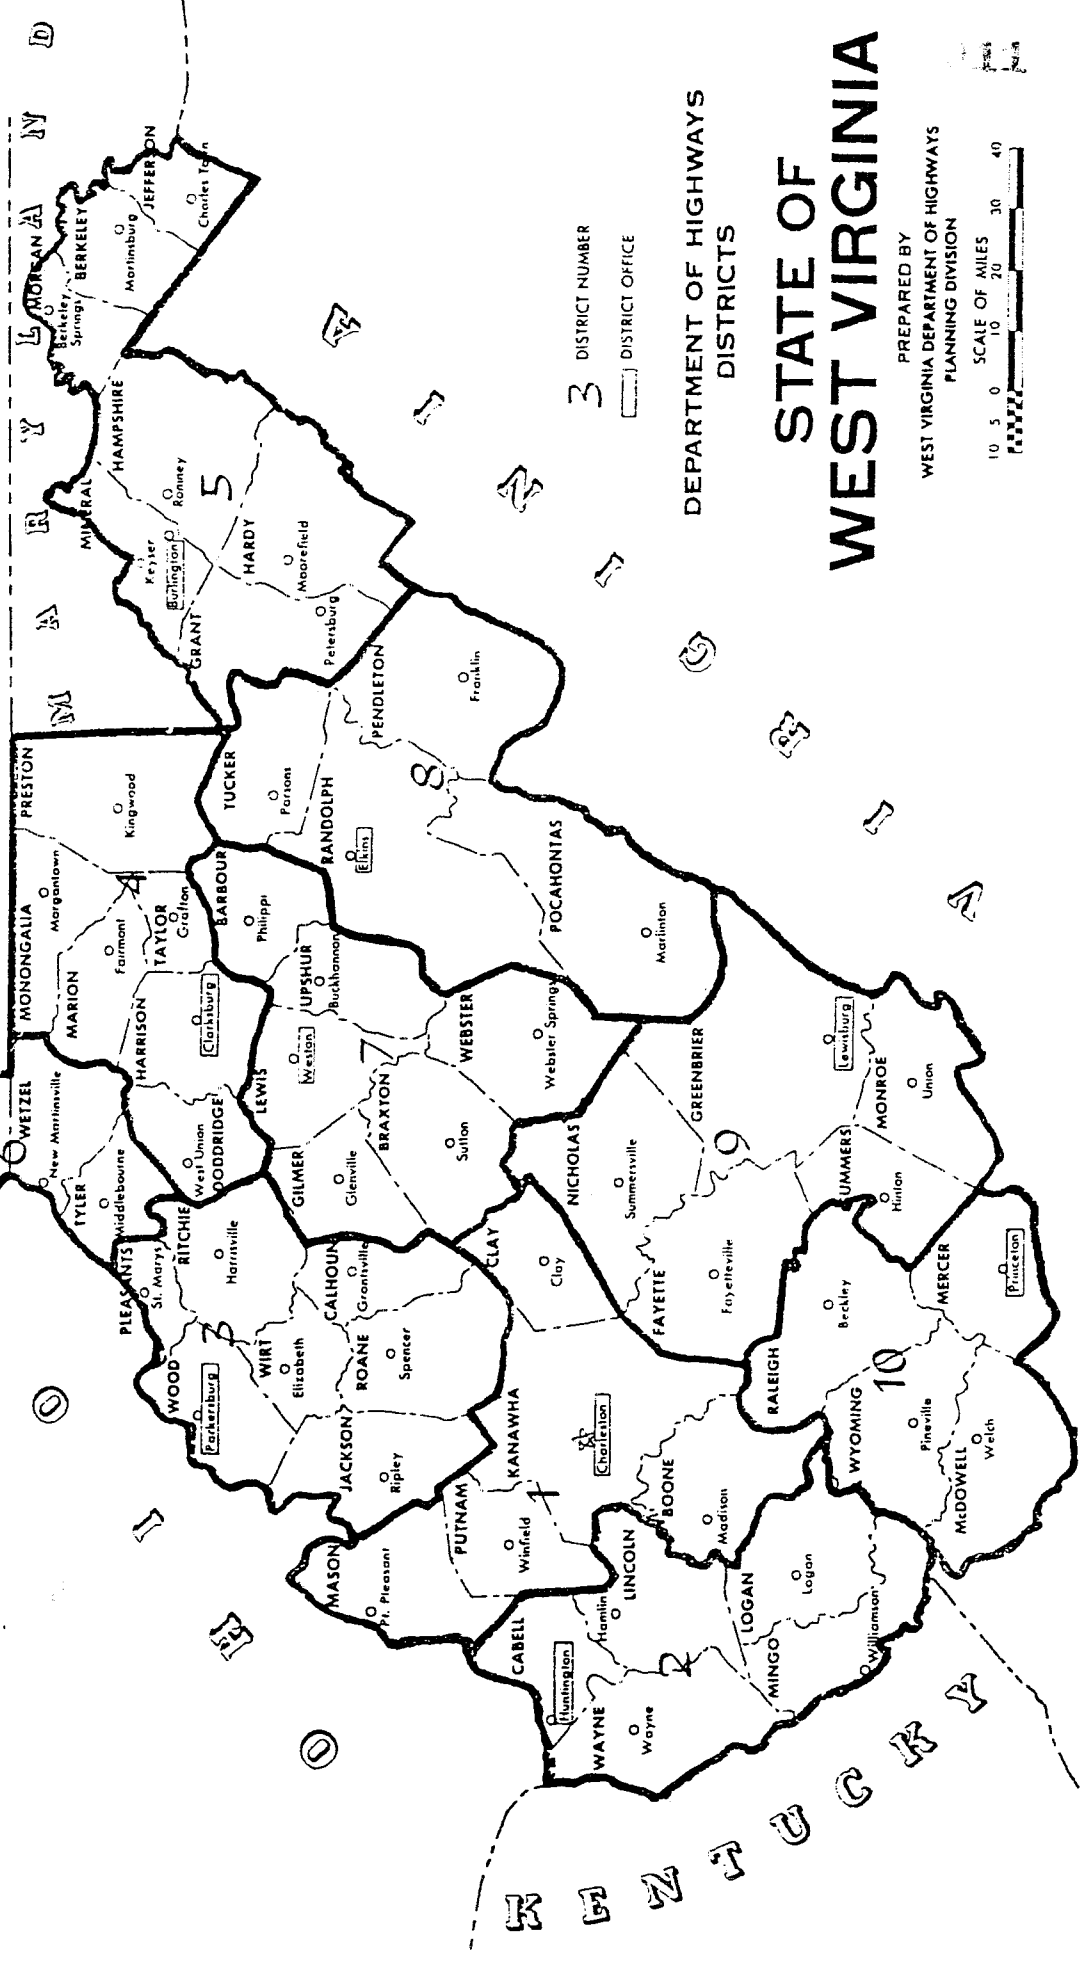 STATE OF
WEST VIRGINIA
DEPARTMENT OF HIGHWAYS
DISTRICTS
3 DISTRICT NUMBER
DISTRICT OFFICE
PREPARED BY
WEST VIRGINIA DEPARTMENT OF HIGHWAYS
PLANNING DIVISION
SCALE OF MILES
10 5 0 10 20 30 40
OHIO
MARYLAND
VIRGINIA
KENTUCKY
6
WETZEL
New Martinsville
TYLER
Middlebourne
4
MONONGALIA
Morgantown
PRESTON
Kingwood
MARION
Fairmont
TAYLOR
Grafton
HARRISON
Clarksburg
DODDRIDGE
West Union
5
MINERAL
Keyser
Burlington
HAMPSHIRE
Romney
GRANT
Petersburg
HARDY
Moorefield
MORGAN
Berkeley
Springs
BERKELEY
Martinsburg
JEFFERSON
Charles Town
3
PLEASANTS
St. Marys
RITCHIE
Harrisville
WOOD
Parkersburg
WIRT
Elizabeth
CALHOUN
Grantsville
ROANE
Spencer
JACKSON
Ripley
7
BARBOUR
Philippi
UPSHUR
Buckhannon
LEWIS
Weston
GILMER
Glenville
BRAXTON
Sutton
WEBSTER
Webster Springs
8
TUCKER
Parsons
RANDOLPH
Elkins
PENDLETON
Franklin
POCAHONTAS
Marlinton
1
MASON
Pt. Pleasant
PUTNAM
Winfield
KANAWHA
Charleston
CLAY
Clay
BOONE
Madison
2
CABELL
Huntington
WAYNE
Wayne
LINCOLN
Hamlin
LOGAN
Logan
MINGO
Williamson
9
NICHOLAS
Summersville
FAYETTE
Fayetteville
GREENBRIER
Lewisburg
SUMMERS
Hinton
MONROE
Union
10
RALEIGH
Beckley
WYOMING
Pineville
McDOWELL
Welch
MERCER
Princeton